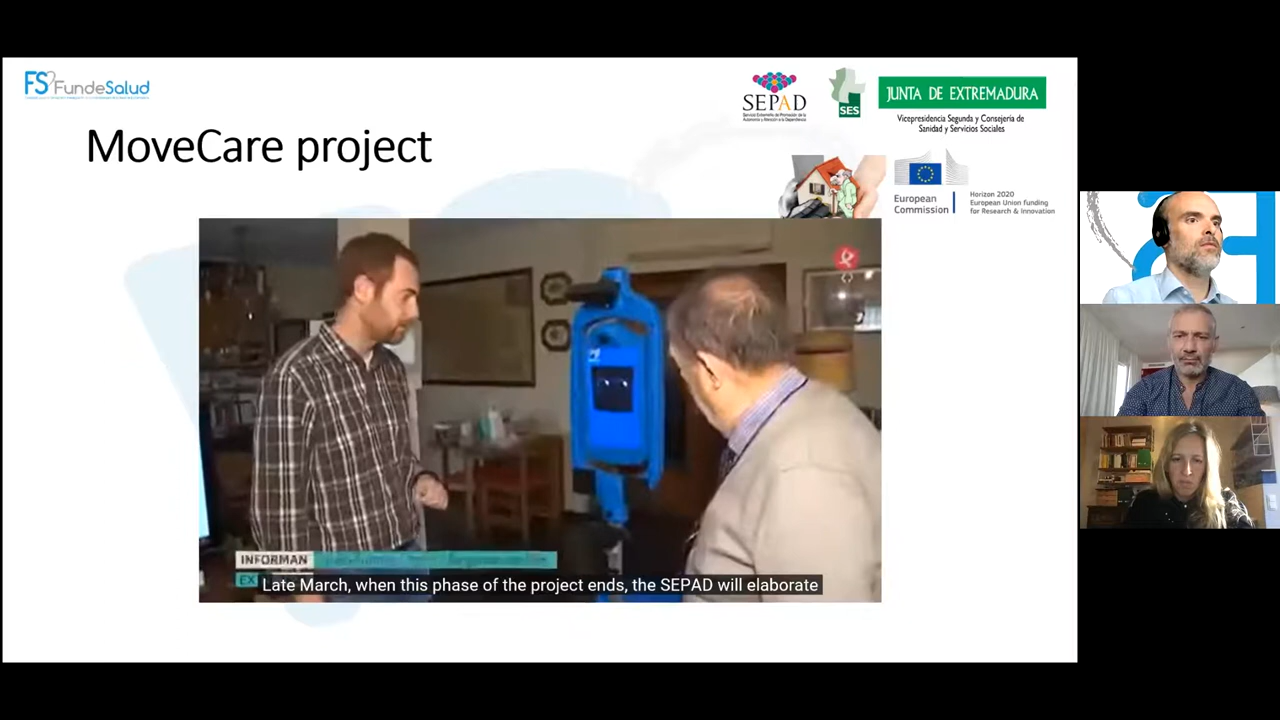 FS FundeSalud
SEPAD
Servicio Extremeño de Promoción de la
Autonomía y Atención a la Dependencia
SES
JUNTA DE EXTREMADURA
Vicepresidencia Segunda y Consejería de
Sanidad y Servicios Sociales
MoveCare project
European
Commission
Horizon 2020
European Union funding
for Research & Innovation
INFORMAN
EX
Late March, when this phase of the project ends, the SEPAD will elaborate